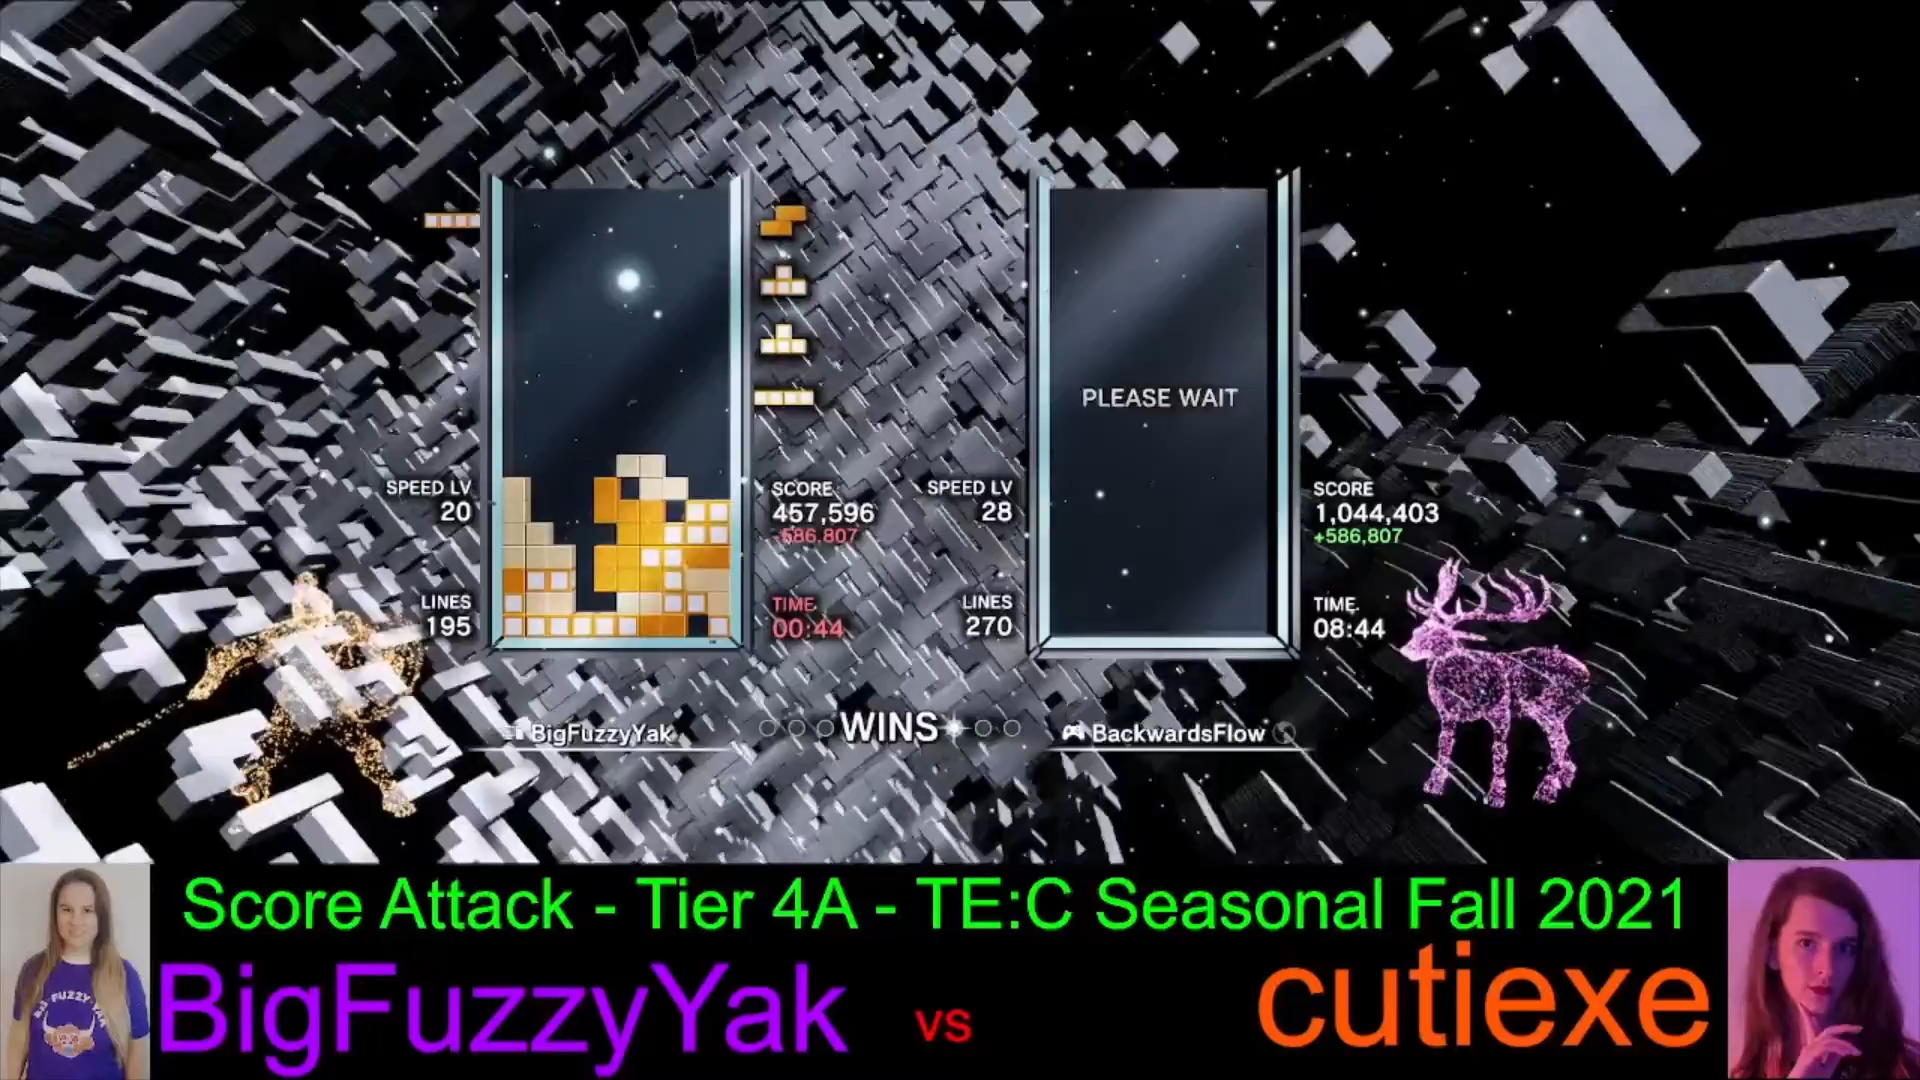 SPEED LV
20
LINES
195
SCORE
457,596
-586,807
TIME
00:44
SPEED LV
28
LINES
270
PLEASE WAIT
SCORE
1,044,403
+586,807
TIME
08:44
BigFuzzyYak
WINS
BackwardsFlow
Score Attack - Tier 4A - TE:C Seasonal Fall 2021
BigFuzzyYak vs cutiexe